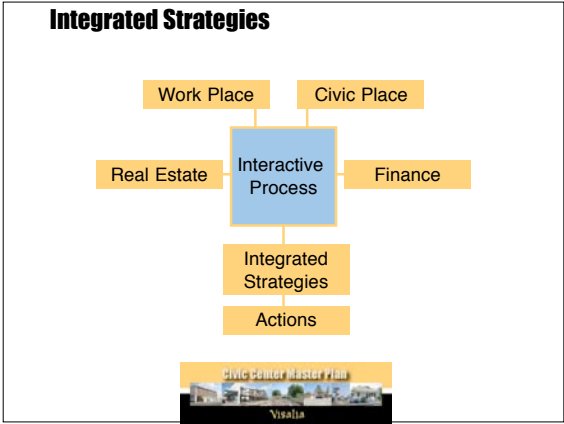 Integrated Strategies
Work Place
Civic Place
Interactive
Process
Real Estate
Finance
Integrated
Strategies
Actions
Civic Center Master Plan
Visalia